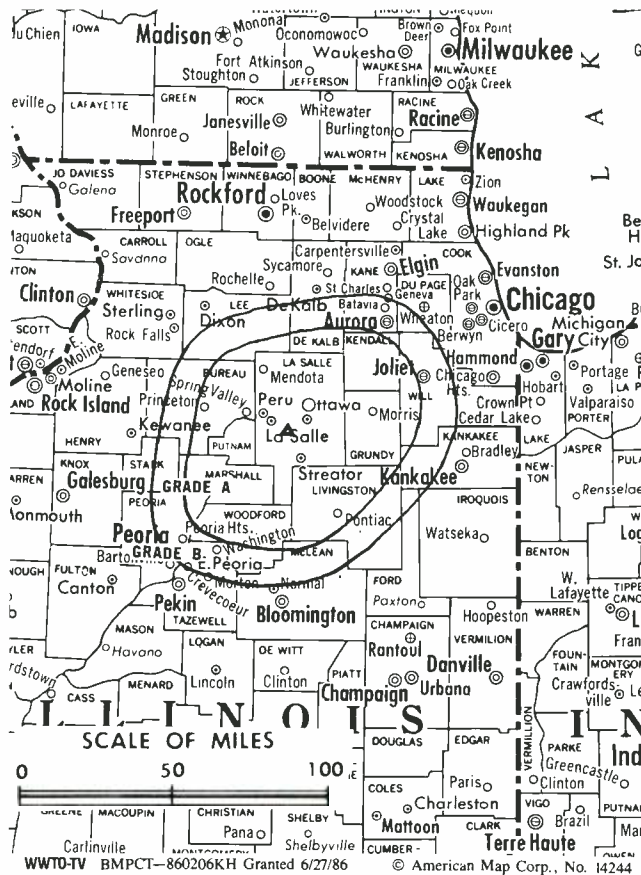 Monona
Oconomowoc
Brown Deer
Fox Point
IOWA
Madison
Waukesha
Milwaukee
Fort Atkinson
WAUKESHA
MILWAUKEE
Stoughton
JEFFERSON
Franklin
Oak Creek
LAFAYETTE
GREEN
ROCK
Whitewater
RACINE
Janesville
Burlington
Racine
Monroe
Beloit
WALWORTH
KENOSHA
Kenosha
L A K
JO DAVIESS
STEPHENSON
WINNEBAGO
BOONE
McHENRY
LAKE
Zion
Galena
Rockford
Loves Pk.
Woodstock
Waukegan
Freeport
Belvidere
Crystal Lake
Highland Pk
CARROLL
OGLE
Carpentersville
COOK
Savanna
Sycamore
KANE
Elgin
Evanston
Rochelle
St Charles
DU PAGE
Clinton
WHITESIDE
LEE
DeKalb
Batavia
Geneva
Oak Park
Chicago
Sterling
Dixon
Aurora
Wheaton
Cicero
Michigan City
SCOTT
Rock Falls
Berwyn
Gary
E. Moline
DE KALB
KENDALL
Hammond
Moline
Geneseo
BUREAU
LA SALLE
Joliet
Chicago Hts.
Hobart
Portage
Rock Island
Spring Valley
Mendota
WILL
Crown Pt
Valparaiso
Princeton
Peru
Ottawa
Morris
Cedar Lake
PORTER
Kewanee
La Salle
HENRY
PUTNAM
KANKAKEE
LAKE
JASPER
KNOX
STARK
GRUNDY
Bradley
NEW-
TON
Galesburg
GRADE A
MARSHALL
Streator
Kankakee
PEORIA
LIVINGSTON
IROQUOIS
Rensselae
Monmouth
WOODFORD
Pontiac
Peoria
Peoria Hts.
Watseka
GRADE B
Washington
McLEAN
BENTON
FULTON
E. Peoria
FORD
W. Lafayette
Canton
Creve coeur
Morton
Normal
Paxton
Pekin
Bloomington
Hoopeston
WARREN
TAZEWELL
CHAMPAIGN
MASON
LOGAN
DE WITT
Rantoul
VERMILION
FOUN-
TAIN
Havana
PIATT
Danville
Lincoln
Clinton
Champaign
Urbana
Crawfords-
ville
CASS
MENARD
L L I N O I S
I N
SCALE OF MILES
DOUGLAS
EDGAR
VERMILLION
PARKE
0 50 100
Greencastle
COLES
Paris
Clinton
Charleston
GREENE
MACOUPIN
CHRISTIAN
SHELBY
Mattoon
CLARK
VIGO
Brazil
Pana
Shelbyville
CUMBER-
Terre Haute
Carlinville
MONTGOMERY
OWEN
WWTO-TV BMPCT—860206KH Granted 6/27/86 © American Map Corp., No. 14244